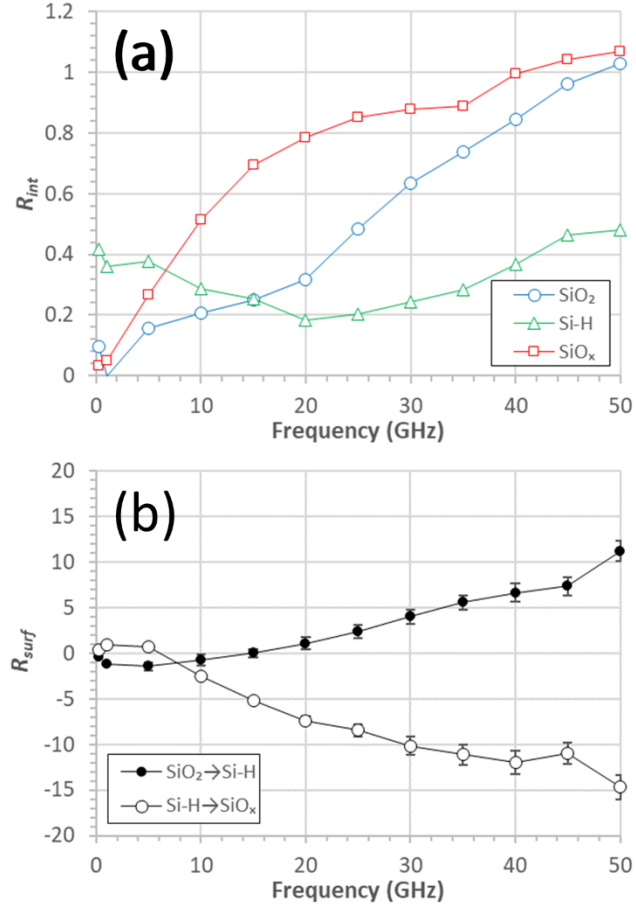 (a)
1.2
1
0.8
0.6
0.4
0.2
0
R_int
SiO₂
Si-H
SiOₓ
0 10 20 30 40 50
Frequency (GHz)
(b)
20
15
10
5
0
-5
-10
-15
-20
R_surf
SiO₂→Si-H
Si-H→SiOₓ
0 10 20 30 40 50
Frequency (GHz)